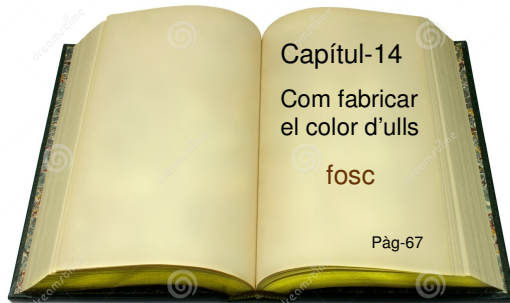 Capítul-14
Com fabricar
el color d'ulls
fosc
Pàg-67